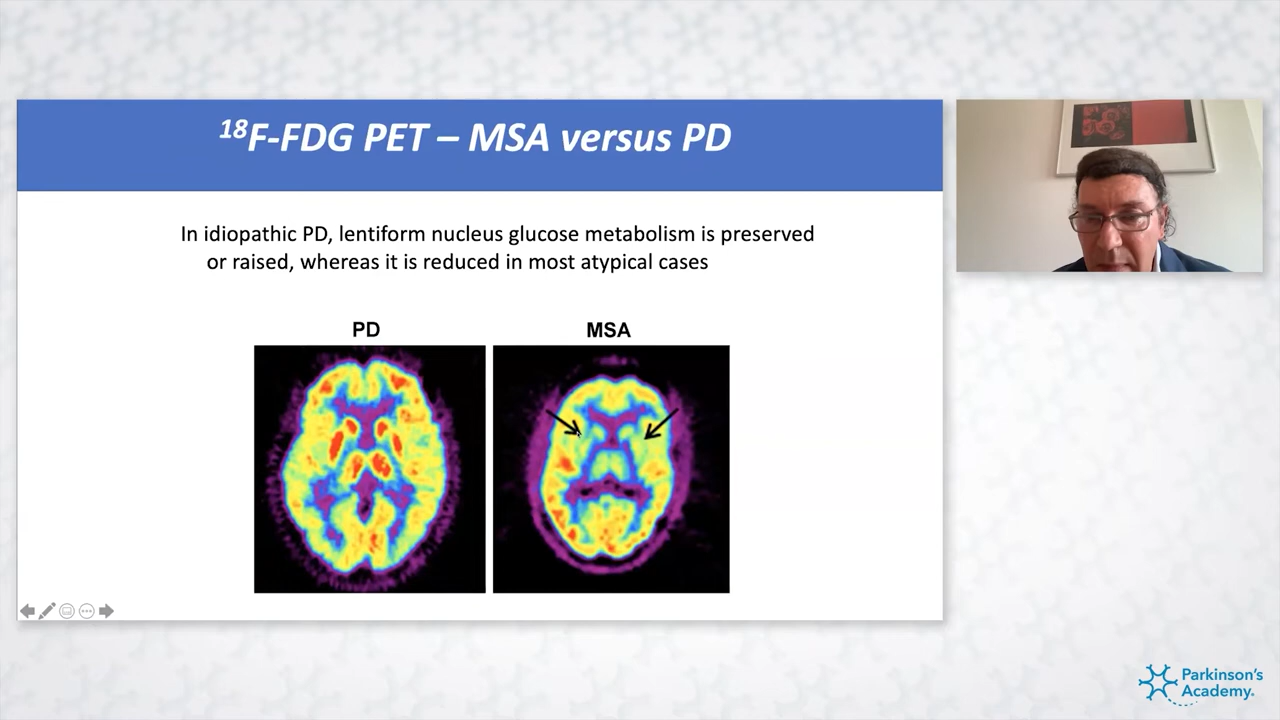 ¹⁸F-FDG PET – MSA versus PD
In idiopathic PD, lentiform nucleus glucose metabolism is preserved
or raised, whereas it is reduced in most atypical cases
PD
MSA
Parkinson's
Academy.